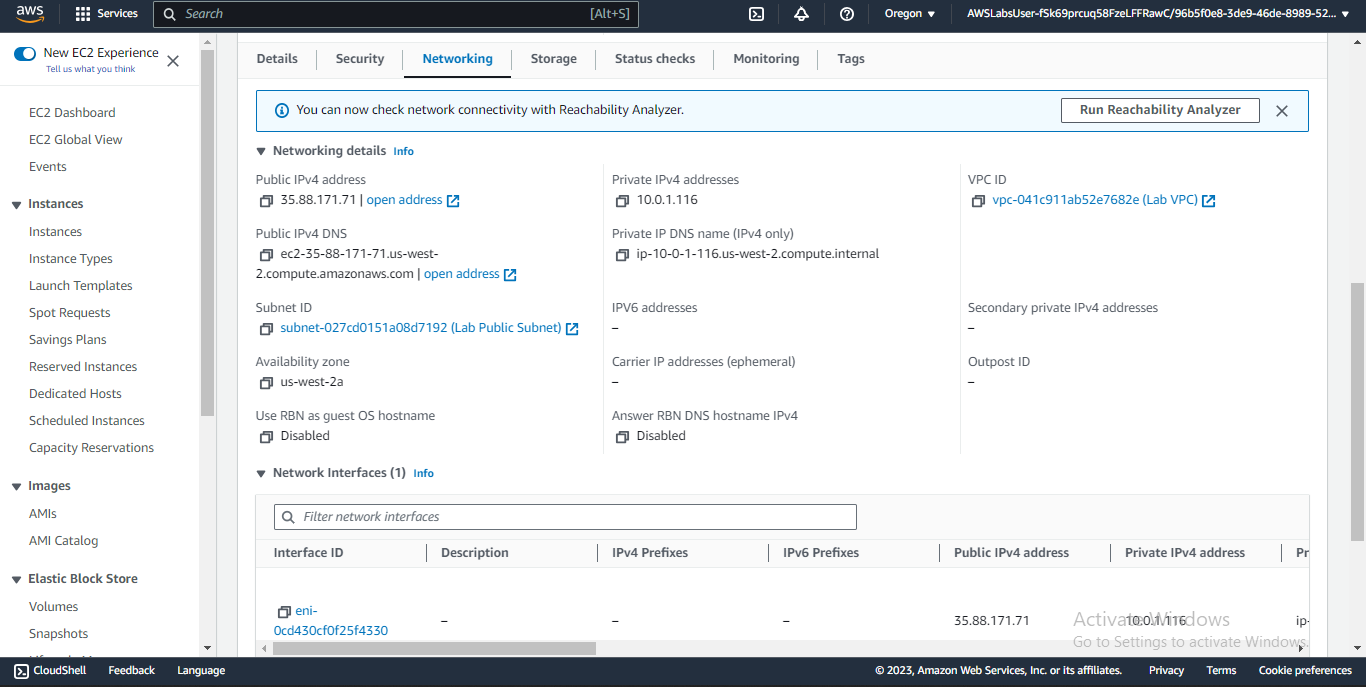 aws
Services
Search
[Alt+S]
Oregon
AWSLabsUser-fSk69prcuq58FzeLFFRawC/96b5f0e8-3de9-46de-8989-52...
New EC2 Experience
Tell us what you think
EC2 Dashboard
EC2 Global View
Events
Instances
Instances
Instance Types
Launch Templates
Spot Requests
Savings Plans
Reserved Instances
Dedicated Hosts
Scheduled Instances
Capacity Reservations
Images
AMIs
AMI Catalog
Elastic Block Store
Volumes
Snapshots
Details
Security
Networking
Storage
Status checks
Monitoring
Tags
You can now check network connectivity with Reachability Analyzer.
Run Reachability Analyzer
Networking details Info
Public IPv4 address
35.88.171.71 | open address
Private IPv4 addresses
10.0.1.116
VPC ID
vpc-041c911ab52e7682e (Lab VPC)
Public IPv4 DNS
ec2-35-88-171-71.us-west-
2.compute.amazonaws.com | open address
Private IP DNS name (IPv4 only)
ip-10-0-1-116.us-west-2.compute.internal
Subnet ID
subnet-027cd0151a08d7192 (Lab Public Subnet)
IPV6 addresses
–
Secondary private IPv4 addresses
–
Availability zone
us-west-2a
Carrier IP addresses (ephemeral)
–
Outpost ID
–
Use RBN as guest OS hostname
Disabled
Answer RBN DNS hostname IPv4
Disabled
Network Interfaces (1) Info
Filter network interfaces
Interface ID
Description
IPv4 Prefixes
IPv6 Prefixes
Public IPv4 address
Private IPv4 address
Pr
eni-
0cd430cf0f25f4330
–
–
–
35.88.171.71
10.0.1.116
ip-
Activate Windows
Go to Settings to activate Windows.
CloudShell
Feedback
Language
© 2023, Amazon Web Services, Inc. or its affiliates.
Privacy
Terms
Cookie preferences